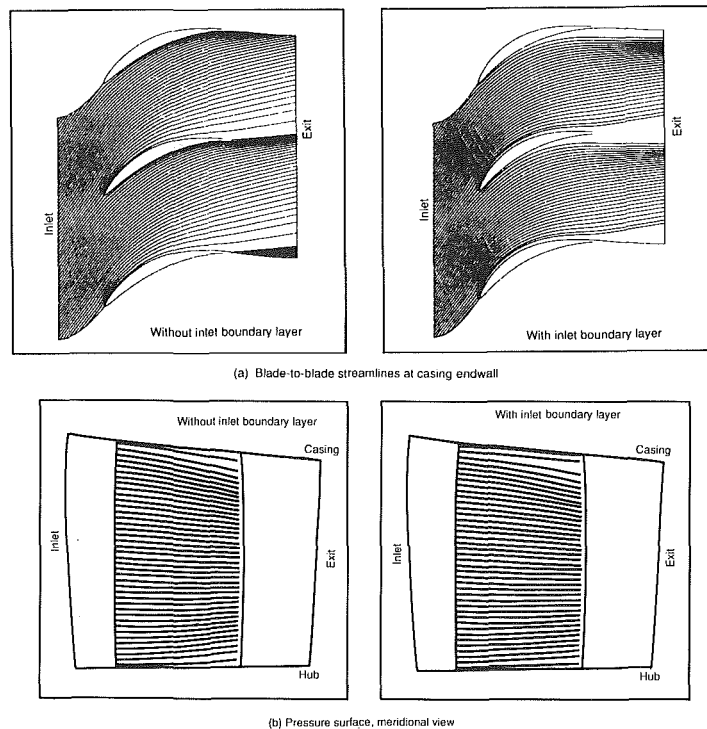 Inlet
Exit
Without inlet boundary layer
Inlet
Exit
With inlet boundary layer
(a) Blade-to-blade streamlines at casing endwall
Without inlet boundary layer
Casing
Inlet
Exit
Hub
With inlet boundary layer
Casing
Inlet
Exit
Hub
(b) Pressure surface, meridional view